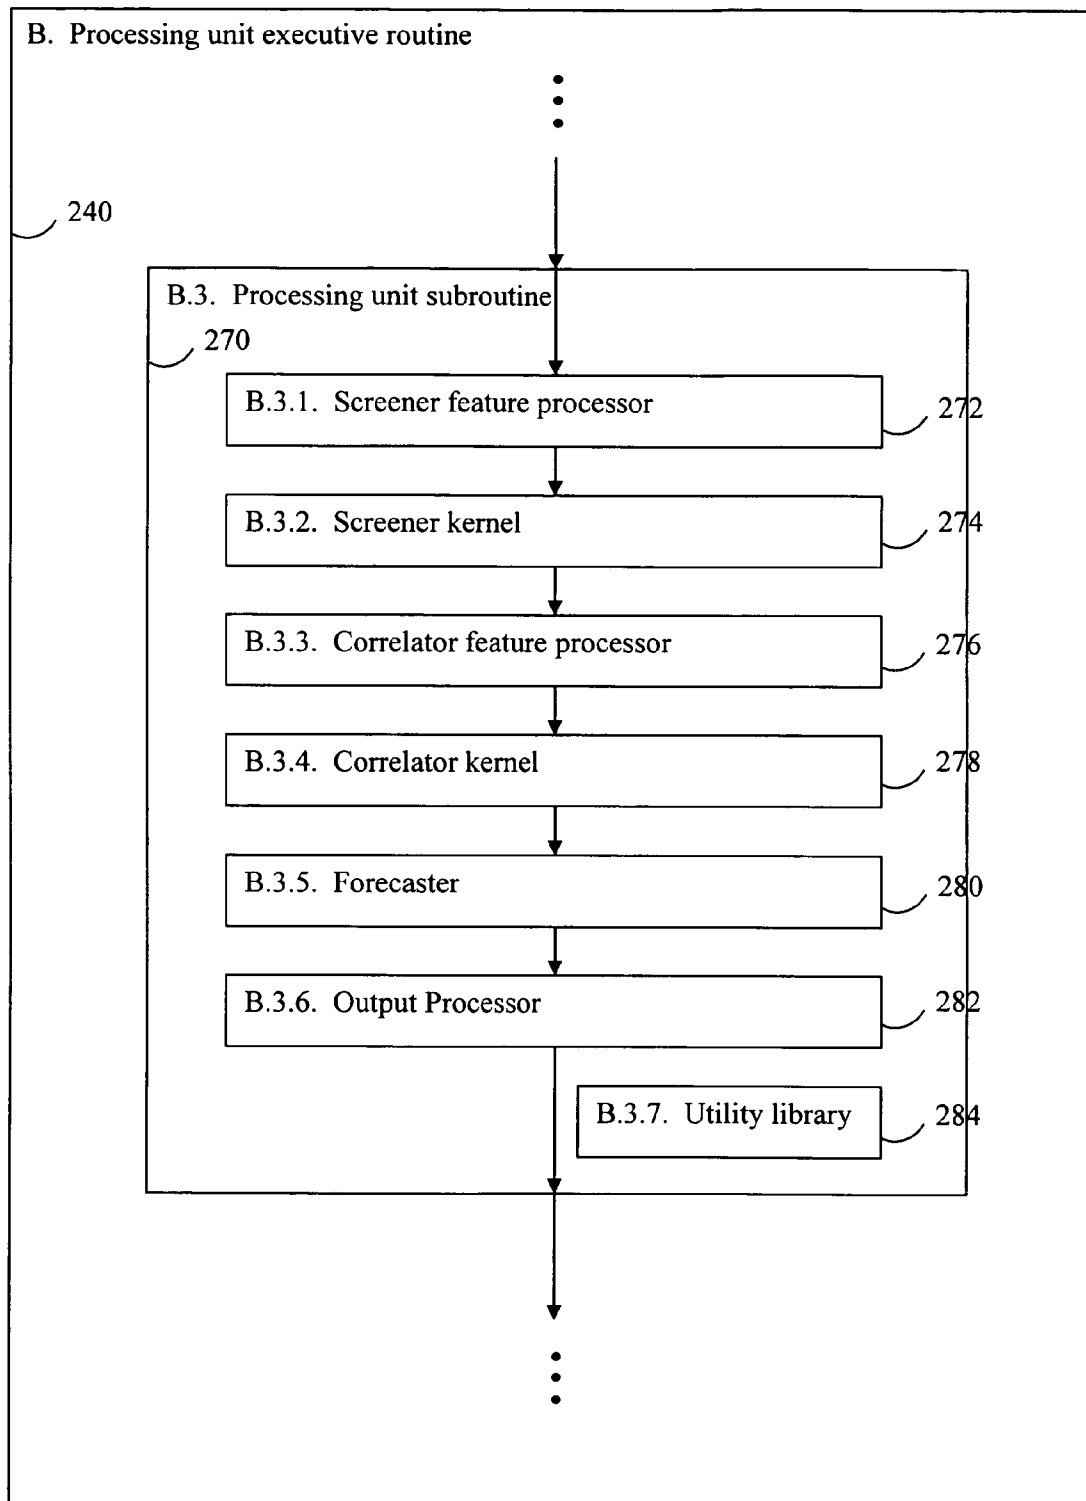 B. Processing unit executive routine
240
B.3. Processing unit subroutine
270
B.3.1. Screener feature processor
272
B.3.2. Screener kernel
274
B.3.3. Correlator feature processor
276
B.3.4. Correlator kernel
278
B.3.5. Forecaster
280
B.3.6. Output Processor
282
B.3.7. Utility library
284